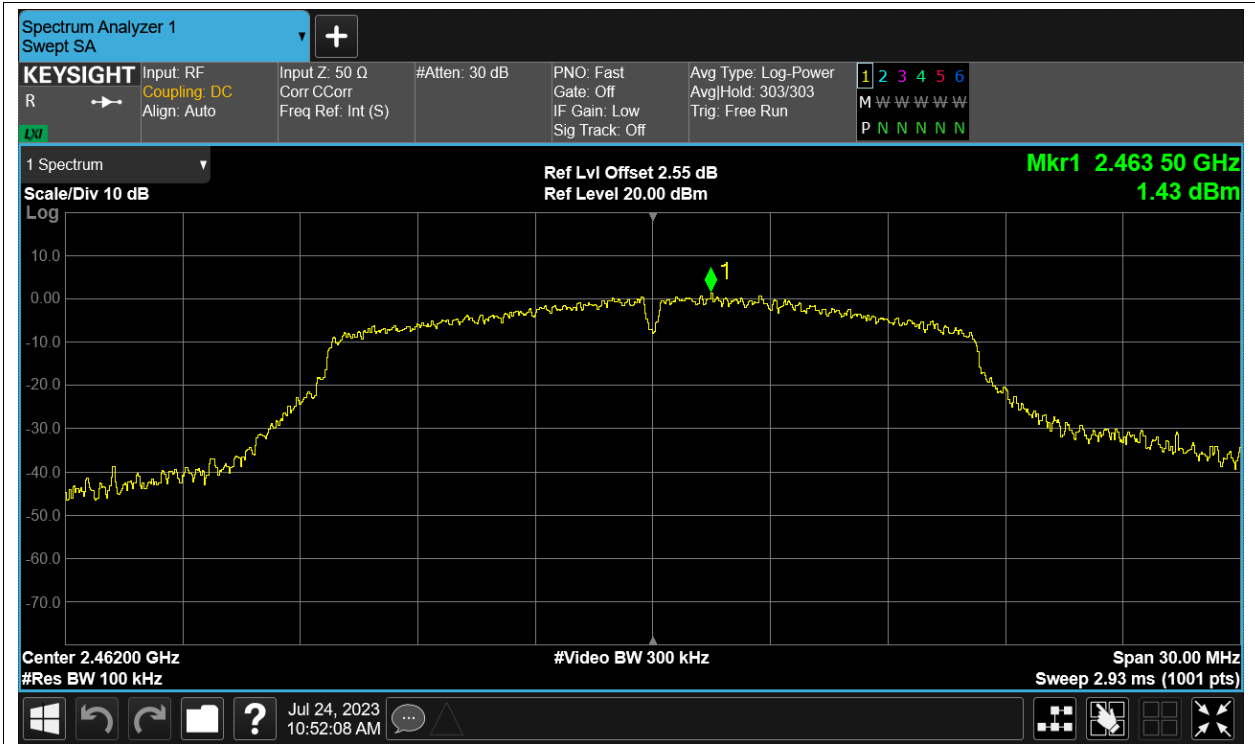 Spectrum Analyzer 1
Swept SA
KEYSIGHT
R
LXI
Input: RF
Coupling: DC
Align: Auto
Input Z: 50 Ω
Corr CCorr
Freq Ref: Int (S)
#Atten: 30 dB
PNO: Fast
Gate: Off
IF Gain: Low
Sig Track: Off
Avg Type: Log-Power
Avg|Hold: 303/303
Trig: Free Run
1 2 3 4 5 6
M W W W W W
P N N N N N
1 Spectrum
Scale/Div 10 dB
Log
Ref Lvl Offset 2.55 dB
Ref Level 20.00 dBm
Mkr1 2.463 50 GHz
1.43 dBm
1
10.0
0.00
-10.0
-20.0
-30.0
-40.0
-50.0
-60.0
-70.0
Center 2.46200 GHz
#Res BW 100 kHz
#Video BW 300 kHz
Span 30.00 MHz
Sweep 2.93 ms (1001 pts)
?
Jul 24, 2023
10:52:08 AM